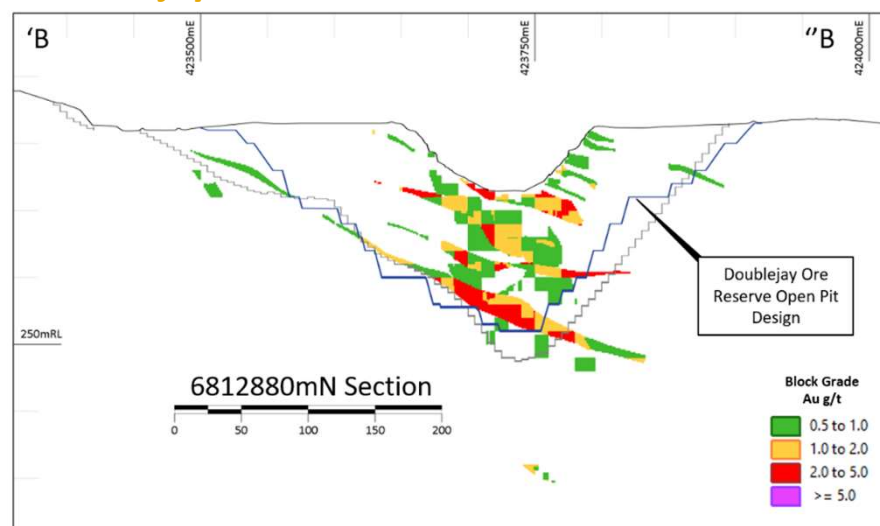 ‘B
423500mE
423750mE
424000mE
‘’B
Doublejay Ore
Reserve Open Pit
Design
250mRL
6812880mN Section
0 50 100 150 200
Block Grade
Au g/t
0.5 to 1.0
1.0 to 2.0
2.0 to 5.0
>= 5.0